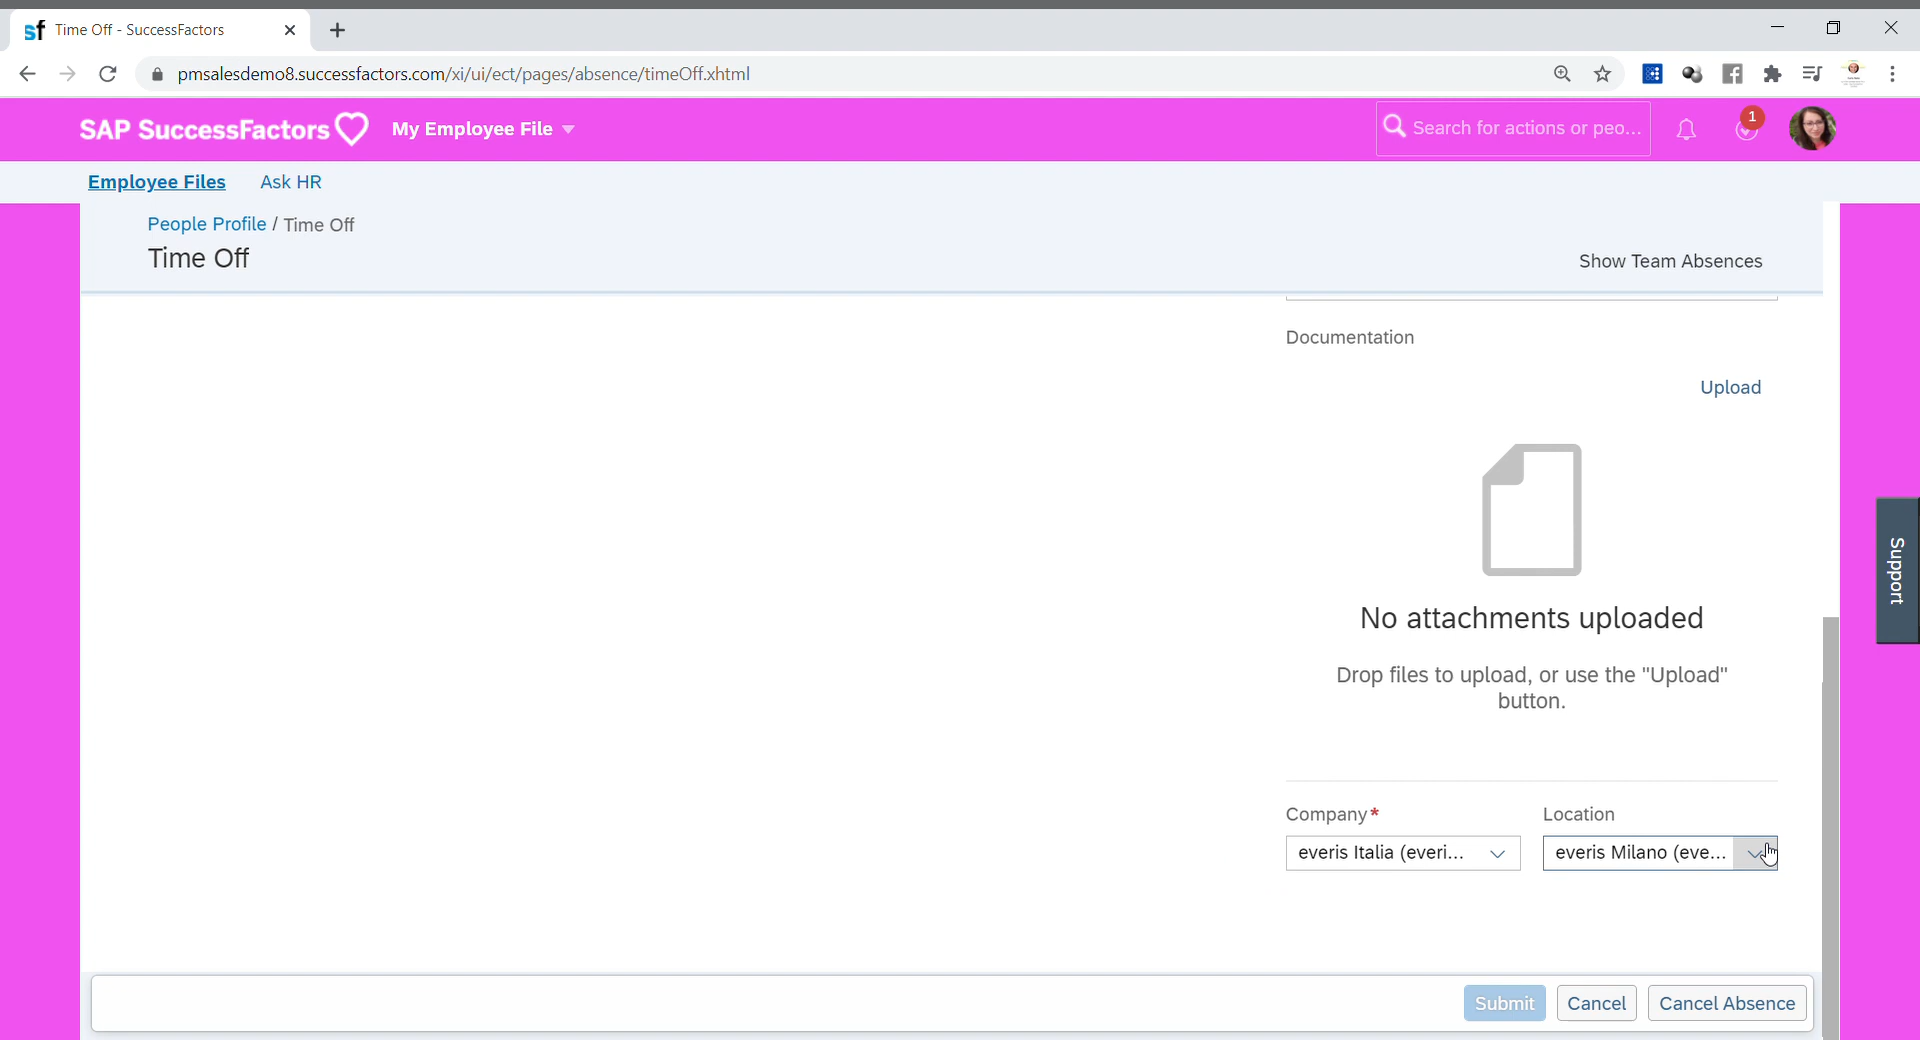 Time Off - SuccessFactors
pmsalesdemo8.successfactors.com/xi/ui/ect/pages/absence/timeOff.xhtml
SAP SuccessFactors
My Employee File
Search for actions or peo...
1
Employee Files
Ask HR
People Profile / Time Off
Time Off
Show Team Absences
Documentation
Upload
No attachments uploaded
Drop files to upload, or use the "Upload"
button.
Support
Company*
Location
everis Italia (everi...
everis Milano (eve...
Submit
Cancel
Cancel Absence